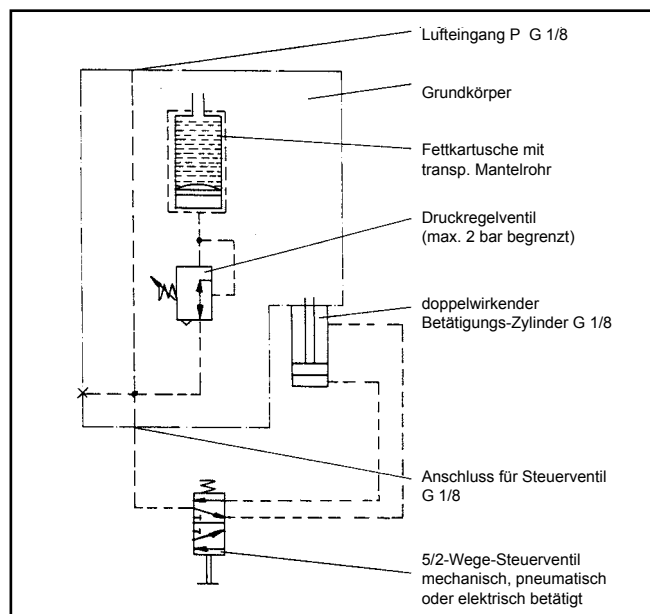 Lufteingang P G 1/8
Grundkörper
Fettkartusche mit
transp. Mantelrohr
Druckregelventil
(max. 2 bar begrenzt)
doppelwirkender
Betätigungs-Zylinder G 1/8
Anschluss für Steuerventil
G 1/8
5/2-Wege-Steuerventil
mechanisch, pneumatisch
oder elektrisch betätigt